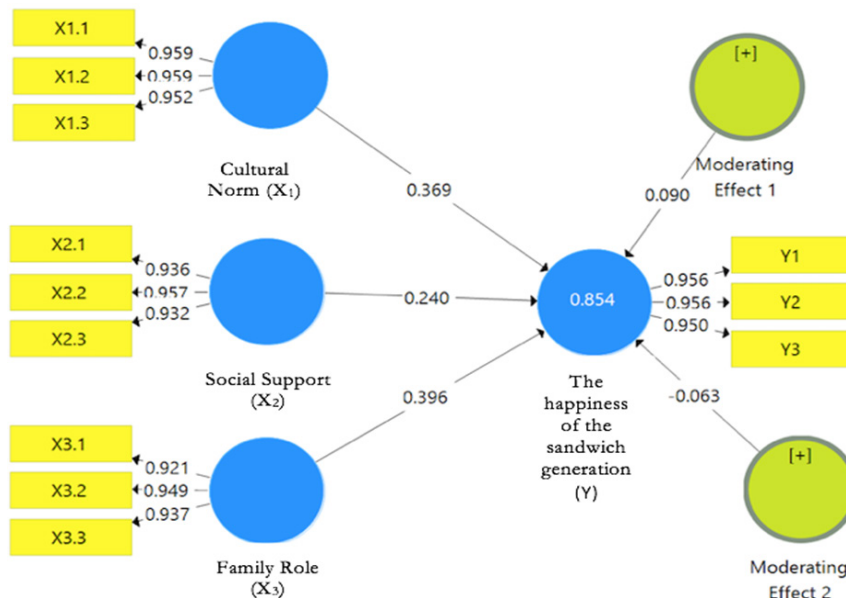 X1.1
X1.2
X1.3
0.959
0.959
0.952
Cultural
Norm (X₁)
0.369
[+]
Moderating
Effect 1
0.090
X2.1
X2.2
X2.3
0.936
0.957
0.932
Social Support
(X₂)
0.240
0.854
The
happiness
of the
sandwich
generation
(Y)
0.956
0.956
0.950
Y1
Y2
Y3
X3.1
X3.2
X3.3
0.921
0.949
0.937
Family Role
(X₃)
0.396
-0.063
[+]
Moderating
Effect 2